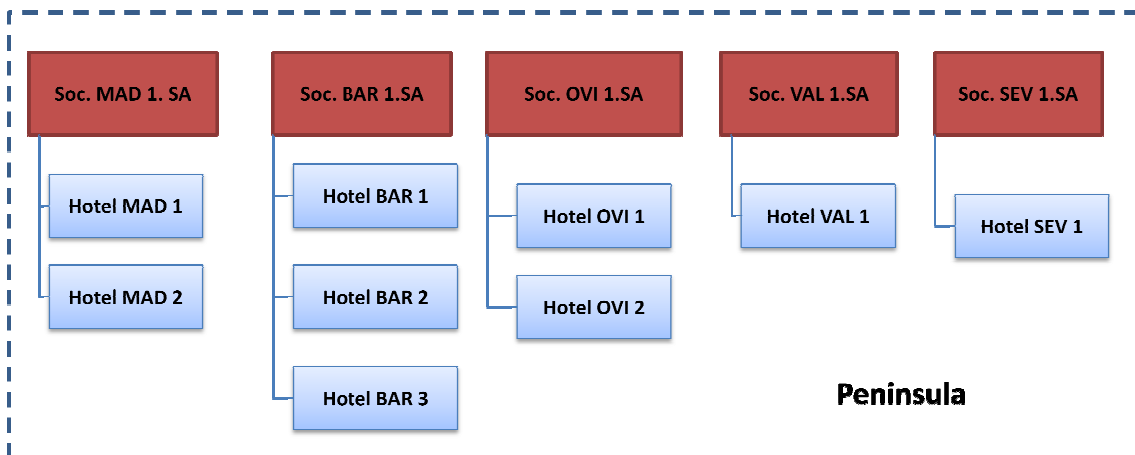 Soc. MAD 1. SA
Soc. BAR 1.SA
Soc. OVI 1.SA
Soc. VAL 1.SA
Soc. SEV 1.SA
Hotel MAD 1
Hotel BAR 1
Hotel OVI 1
Hotel VAL 1
Hotel SEV 1
Hotel MAD 2
Hotel BAR 2
Hotel OVI 2
Hotel BAR 3
Peninsula